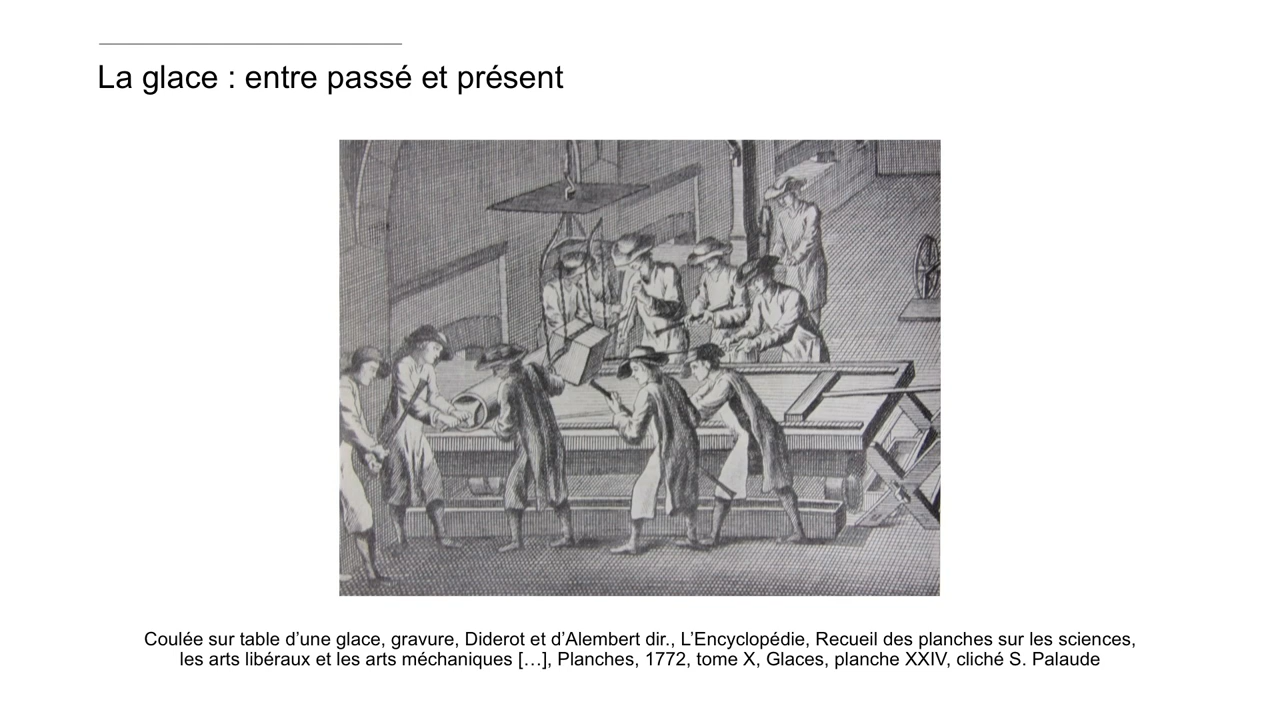 La glace : entre passé et présent
Coulée sur table d’une glace, gravure, Diderot et d’Alembert dir., L’Encyclopédie, Recueil des planches sur les sciences,
les arts libéraux et les arts méchaniques […], Planches, 1772, tome X, Glaces, planche XXIV, cliché S. Palaude